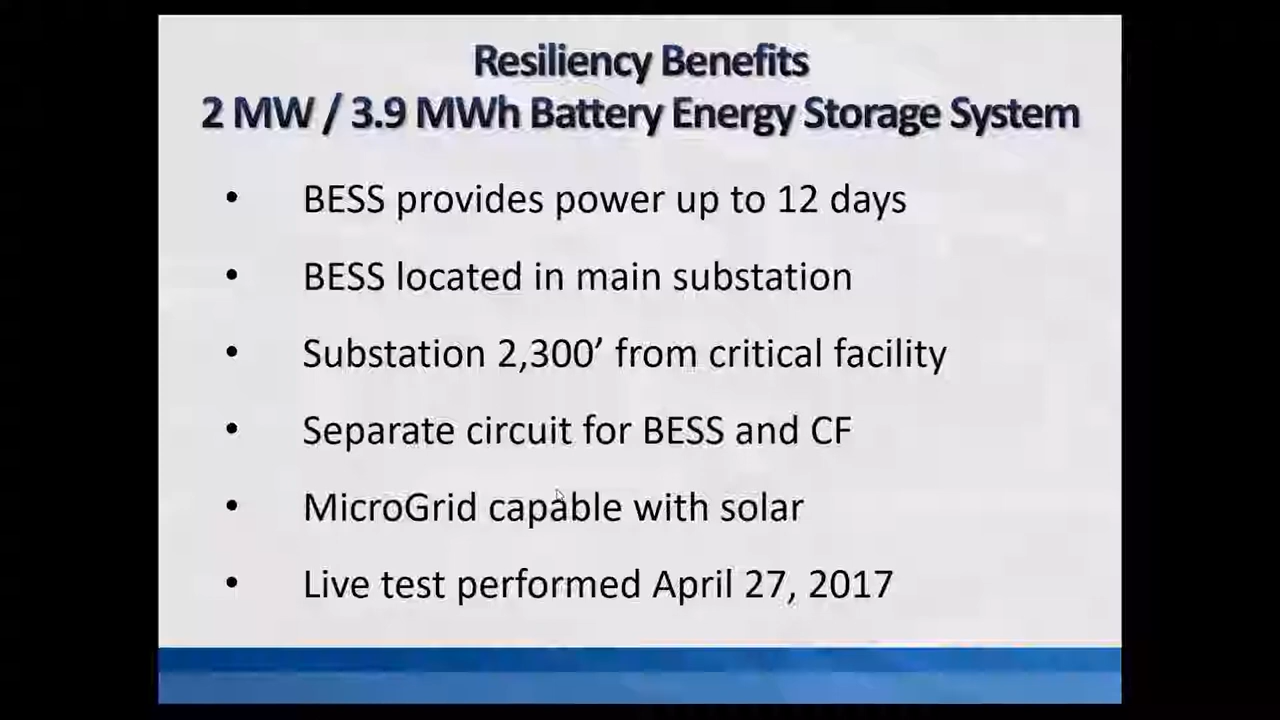 Resiliency Benefits
2 MW / 3.9 MWh Battery Energy Storage System
• BESS provides power up to 12 days
• BESS located in main substation
• Substation 2,300’ from critical facility
• Separate circuit for BESS and CF
• MicroGrid capable with solar
• Live test performed April 27, 2017